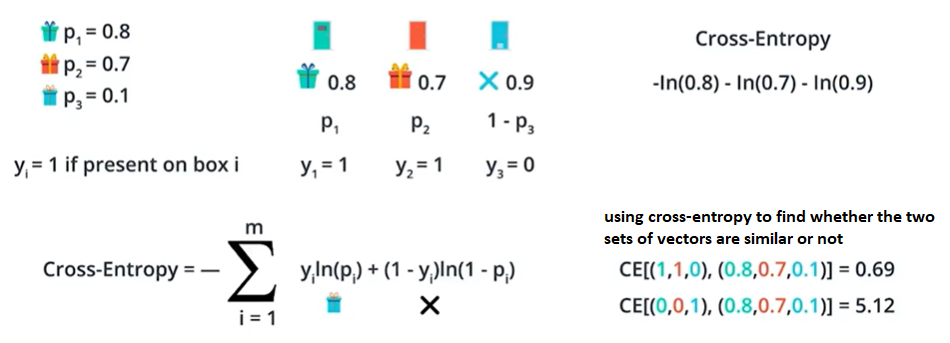 p₁ = 0.8
p₂ = 0.7
p₃ = 0.1
0.8 0.7 0.9
p₁ p₂ 1 - p₃
yᵢ = 1 if present on box i
y₁ = 1 y₂ = 1 y₃ = 0
Cross-Entropy
-ln(0.8) - ln(0.7) - ln(0.9)
m
Cross-Entropy = — ∑ yᵢln(pᵢ) + (1 - yᵢ)ln(1 - pᵢ)
i = 1
using cross-entropy to find whether the two
sets of vectors are similar or not
CE[(1,1,0), (0.8,0.7,0.1)] = 0.69
CE[(0,0,1), (0.8,0.7,0.1)] = 5.12